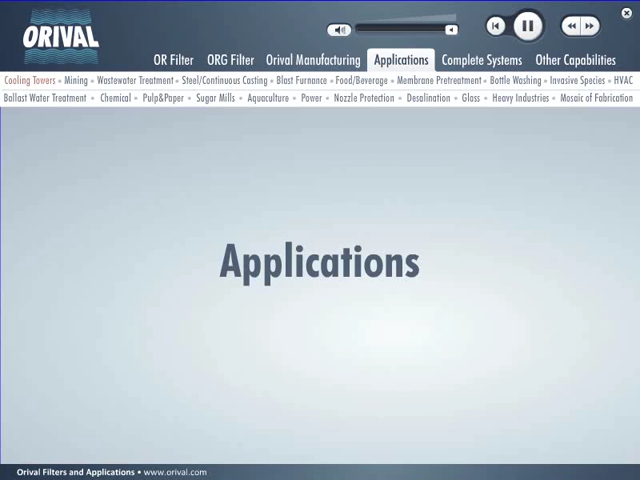 ORIVAL
OR Filter ORG Filter Orival Manufacturing Applications Complete Systems Other Capabilities
Cooling Towers • Mining • Wastewater Treatment • Steel/Continuous Casting • Blast Furnance • Food/Beverage • Membrane Pretreatment • Bottle Washing • Invasive Species • HVAC
Ballast Water Treatment • Chemical • Pulp&Paper • Sugar Mills • Aquaculture • Power • Nozzle Protection • Desalination • Glass • Heavy Industries • Mosaic of Fabrication
Applications
Orival Filters and Applications • www.orival.com